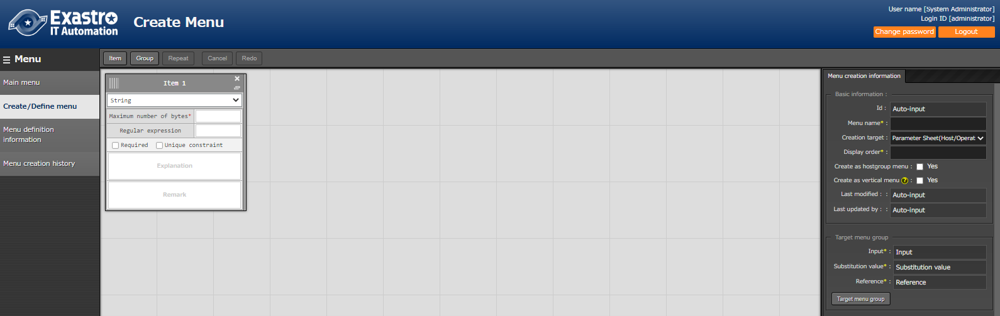 Exastro
IT Automation
Create Menu
User name [System Administrator]
Login ID [administrator]
Change password
Logout
Menu
Main menu
Create/Define menu
Menu definition
information
Menu creation history
Item
Group
Repeat
Cancel
Redo
Item 1
String
Maximum number of bytes*
Regular expression
Required
Unique constraint
Explanation
Remark
Menu creation information
Basic information :
Id :
Auto-input
Menu name* :
Creation target :
Parameter Sheet(Host/Operat
Display order* :
Create as hostgroup menu :
Yes
Create as vertical menu ? :
Yes
Last modified : :
Auto-input
Last updated by : :
Auto-input
Target menu group
Input* :
Input
Substitution value* :
Substitution value
Reference* :
Reference
Target menu group